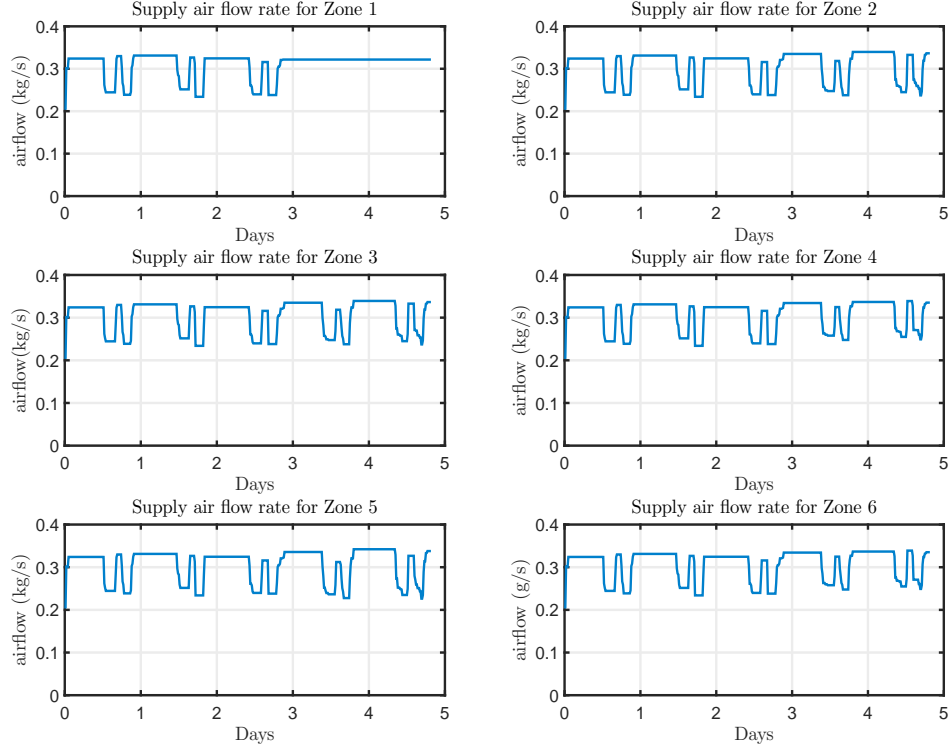 Supply air flow rate for Zone 1
airflow (kg/s)
0.4
0.3
0.2
0.1
0
0 1 2 3 4 5
Days
Supply air flow rate for Zone 2
airflow (kg/s)
0.4
0.3
0.2
0.1
0
0 1 2 3 4 5
Days
Supply air flow rate for Zone 3
airflow(kg/s)
0.4
0.3
0.2
0.1
0
0 1 2 3 4 5
Days
Supply air flow rate for Zone 4
airflow (kg/s)
0.4
0.3
0.2
0.1
0
0 1 2 3 4 5
Days
Supply air flow rate for Zone 5
airflow (kg/s)
0.4
0.3
0.2
0.1
0
0 1 2 3 4 5
Days
Supply air flow rate for Zone 6
airflow (g/s)
0.4
0.3
0.2
0.1
0
0 1 2 3 4 5
Days